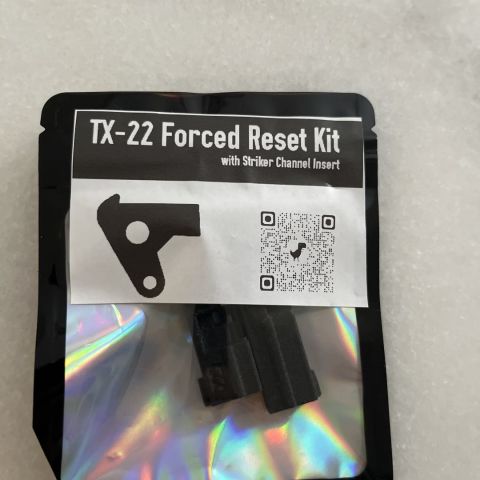 TX-22 Forced Reset Kit
with Striker Channel Insert